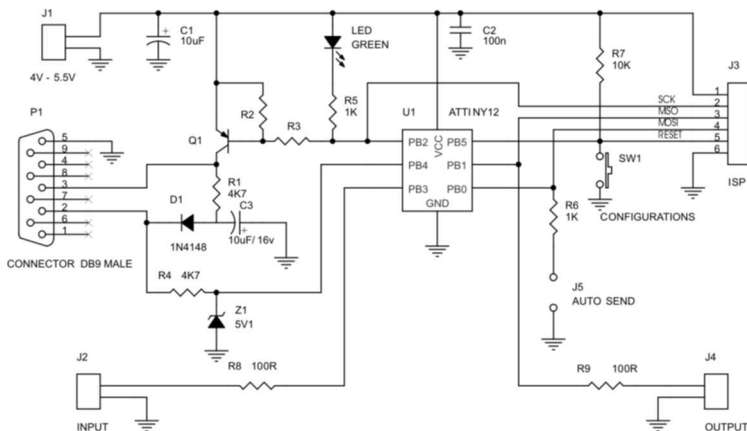 J1
4V - 5.5V
C1
10uF
LED
GREEN
C2
100n
R7
10K
J3
P1
R2
R5
1K
U1
ATTINY12
SCK
MSO
MOSI
RESET
1
2
3
4
5
6
ISP
Q1
R3
PB2
VCC
PB5
PB4
PB1
PB3
PB0
GND
SW1
CONFIGURATIONS
5
9
4
8
3
7
2
6
1
CONNECTOR DB9 MALE
R1
4K7
D1
1N4148
C3
10uF/ 16v
R6
1K
R4 4K7
Z1
5V1
J5
AUTO SEND
J2
INPUT
R8 100R
R9 100R
J4
OUTPUT